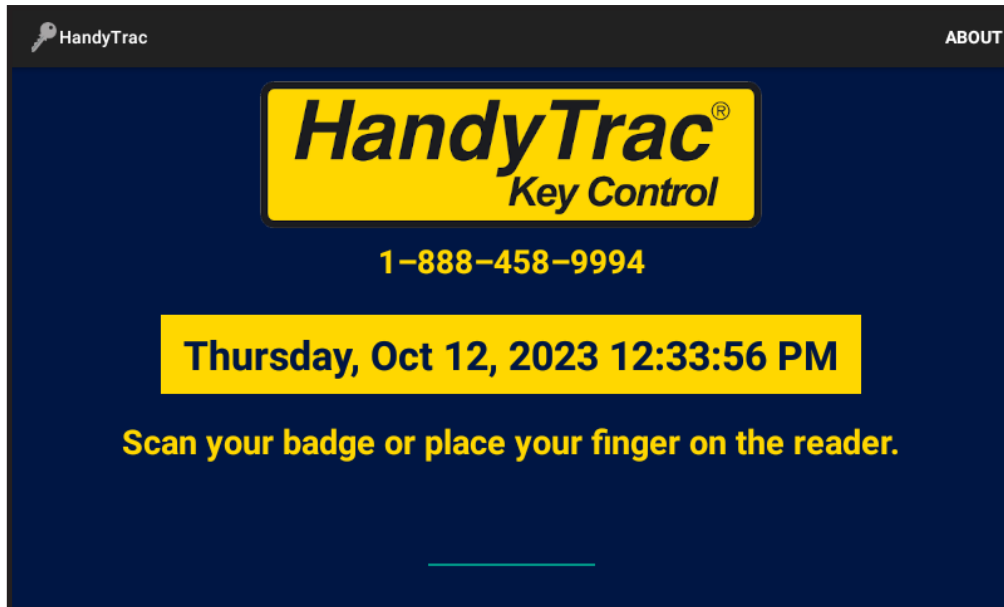 HandyTrac
ABOUT
HandyTrac®
Key Control
1–888–458–9994
Thursday, Oct 12, 2023 12:33:56 PM
Scan your badge or place your finger on the reader.